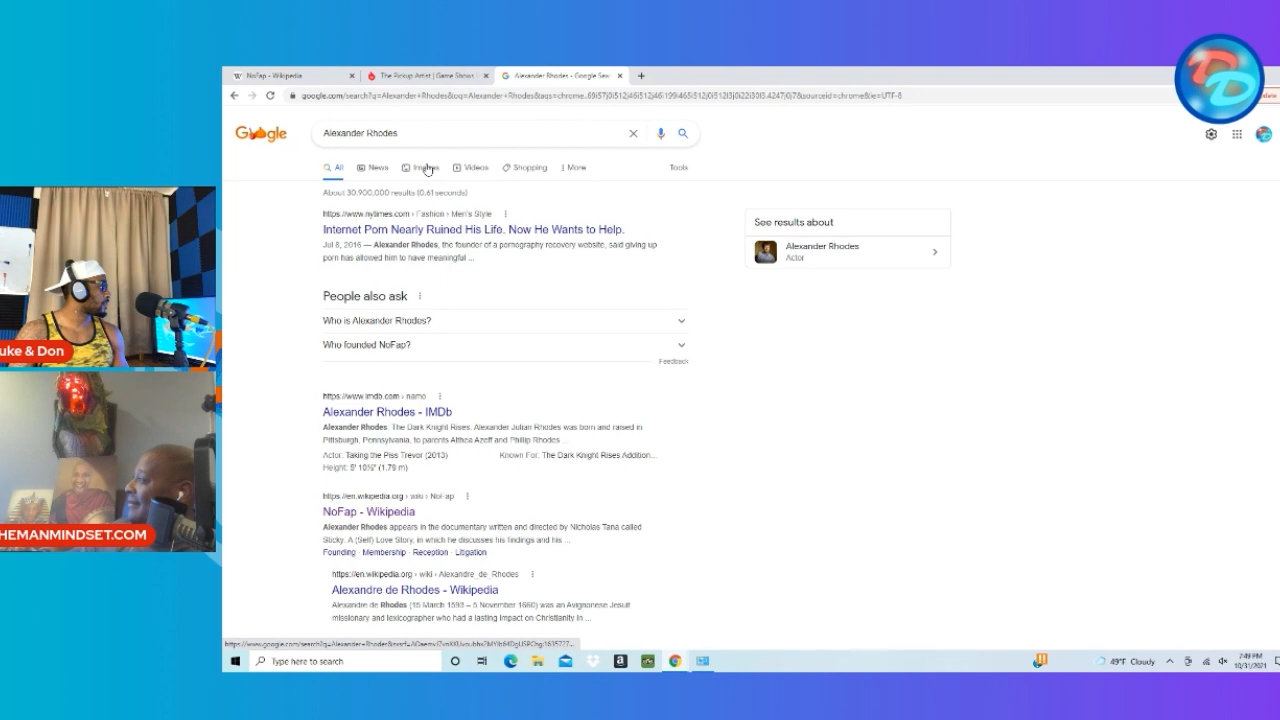 NoFap - Wikipedia
The Pickup Artist | Game Shows
Alexander Rhodes - Google Sear
Google
Alexander Rhodes
All
News
Images
Videos
Shopping
More
Tools
About 30,900,000 results (0.61 seconds)
https://www.nytimes.com › Fashion › Men's Style
Internet Porn Nearly Ruined His Life. Now He Wants to Help.
Jul 8, 2016 — Alexander Rhodes, the founder of a pornography recovery website, said giving up
porn has allowed him to have meaningful ...
See results about
Alexander Rhodes
Actor
People also ask
Who is Alexander Rhodes?
Who founded NoFap?
Feedback
https://www.imdb.com › name
Alexander Rhodes - IMDb
Alexander Rhodes. The Dark Knight Rises. Alexander Julian Rhodes was born and raised in
Pittsburgh, Pennsylvania, to parents Althea Azeff and Phillip Rhodes ...
Actor: Taking the Piss Trevor (2013)
Known For: The Dark Knight Rises Addition...
Height: 5' 10½" (1.79 m)
https://en.wikipedia.org › wiki › NoFap
NoFap - Wikipedia
Alexander Rhodes appears in the documentary written and directed by Nicholas Tana called
Sticky: A (Self) Love Story, in which he discusses his findings and his ...
Founding · Membership · Reception · Litigation
https://en.wikipedia.org › wiki › Alexandre_de_Rhodes
Alexandre de Rhodes - Wikipedia
Alexandre de Rhodes (15 March 1593 – 5 November 1660) was an Avignonese Jesuit
missionary and lexicographer who had a lasting impact on Christianity in ...
Type here to search
49°F Cloudy
7:49 PM
10/31/2021
uke & Don
HEMANMINDSET.COM
DD